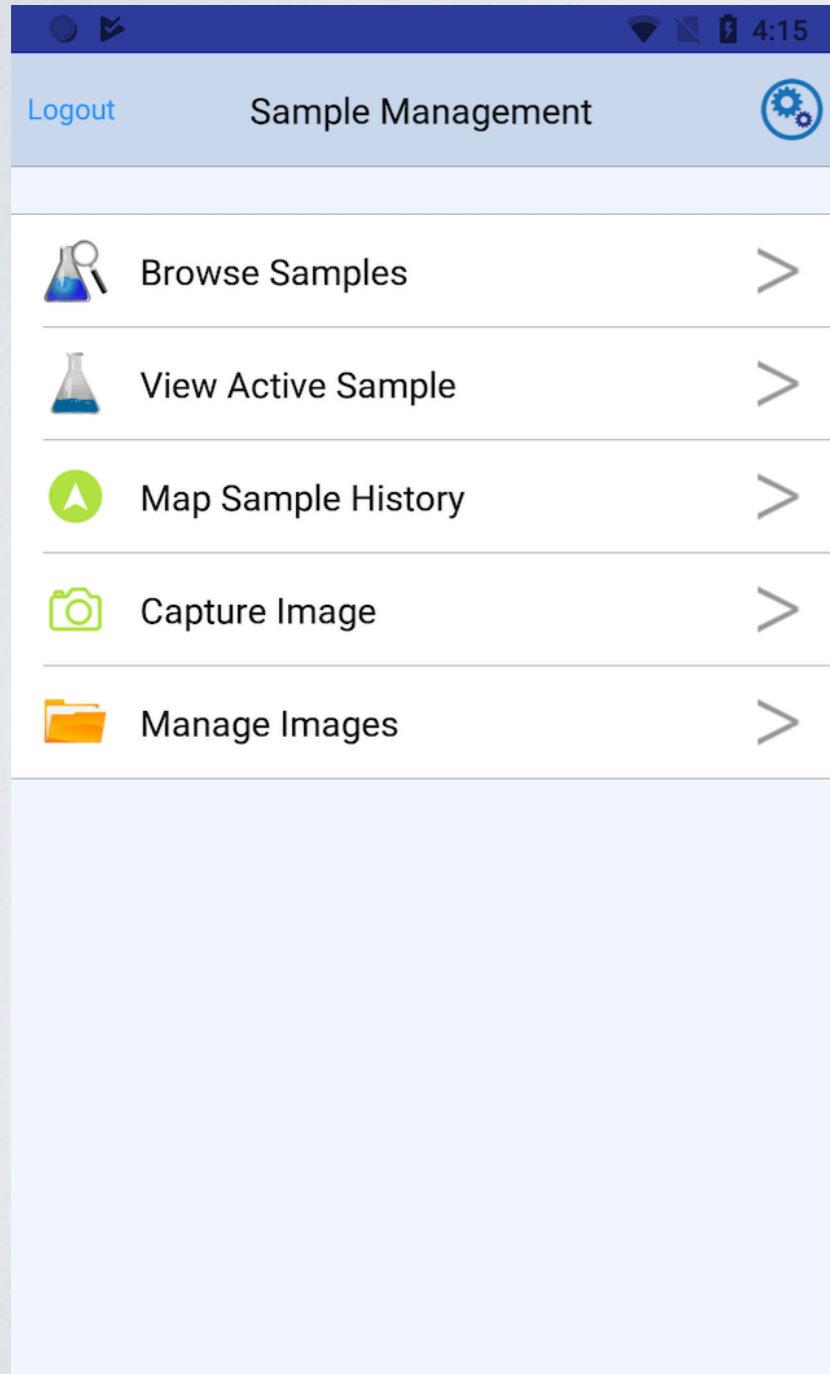 4:15
Logout Sample Management
Browse Samples
View Active Sample
Map Sample History
Capture Image
Manage Images